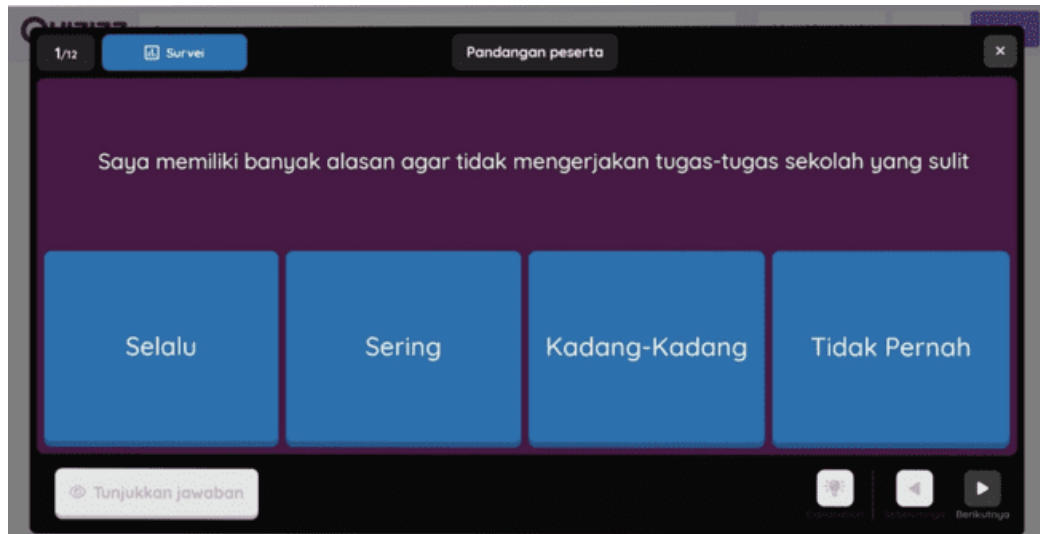 1/12
Survei
Pandangan peserta
Saya memiliki banyak alasan agar tidak mengerjakan tugas-tugas sekolah yang sulit
Selalu
Sering
Kadang-Kadang
Tidak Pernah
Tunjukkan jawaban
Berikutnya